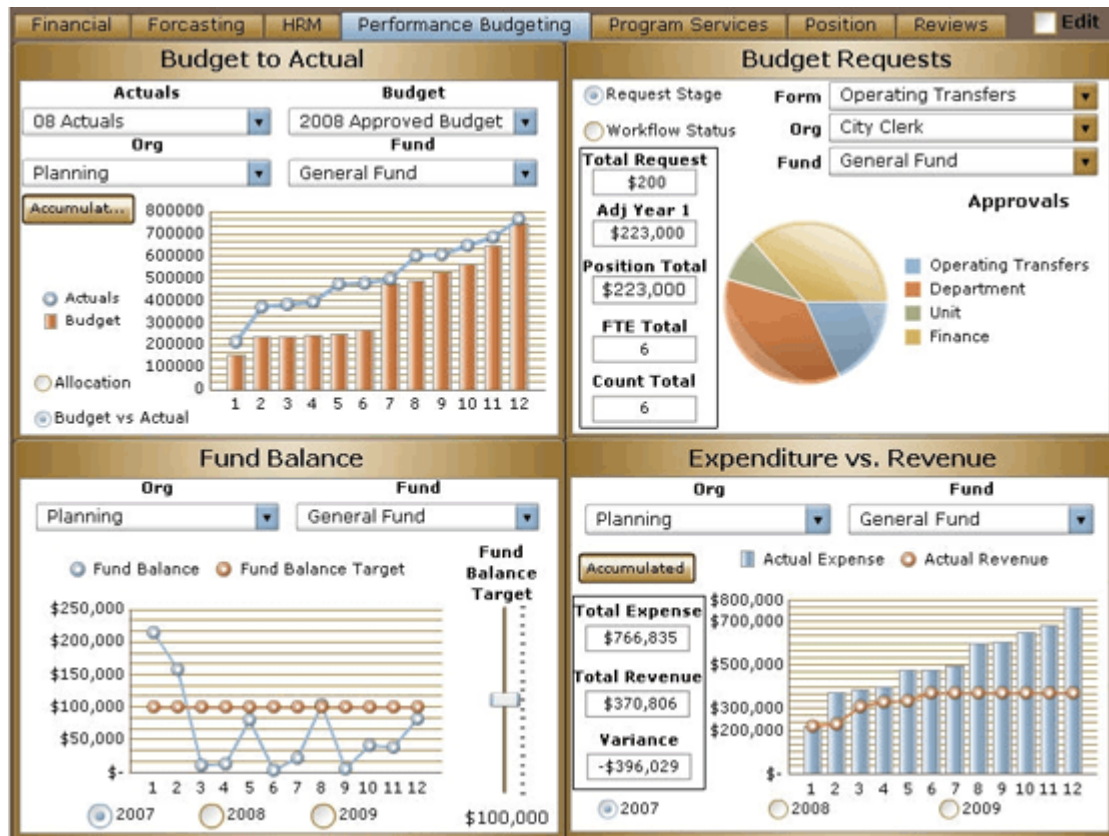 Financial Forcasting HRM Performance Budgeting Program Services Position Reviews Edit
Budget to Actual
Actuals Budget
08 Actuals 2008 Approved Budget
Org Fund
Planning General Fund
Accumulat...
800000
700000
600000
500000
400000
300000
200000
100000
0
Actuals
Budget
Allocation
Budget vs Actual
1 2 3 4 5 6 7 8 9 10 11 12
Budget Requests
Request Stage
Workflow Status
Form Operating Transfers
Org City Clerk
Fund General Fund
Total Request
$200
Adj Year 1
$223,000
Position Total
$223,000
FTE Total
6
Count Total
6
Approvals
Operating Transfers
Department
Unit
Finance
Fund Balance
Org Fund
Planning General Fund
Fund Balance Fund Balance Target
Fund
Balance
Target
$250,000
$200,000
$150,000
$100,000
$50,000
$-
1 2 3 4 5 6 7 8 9 10 11 12
2007 2008 2009
$100,000
Expenditure vs. Revenue
Org Fund
Planning General Fund
Accumulated
Actual Expense Actual Revenue
Total Expense
$766,835
Total Revenue
$370,806
Variance
-$396,029
$800,000
$700,000
$500,000
$300,000
$200,000
$-
1 2 3 4 5 6 7 8 9 10 11 12
2007 2008 2009